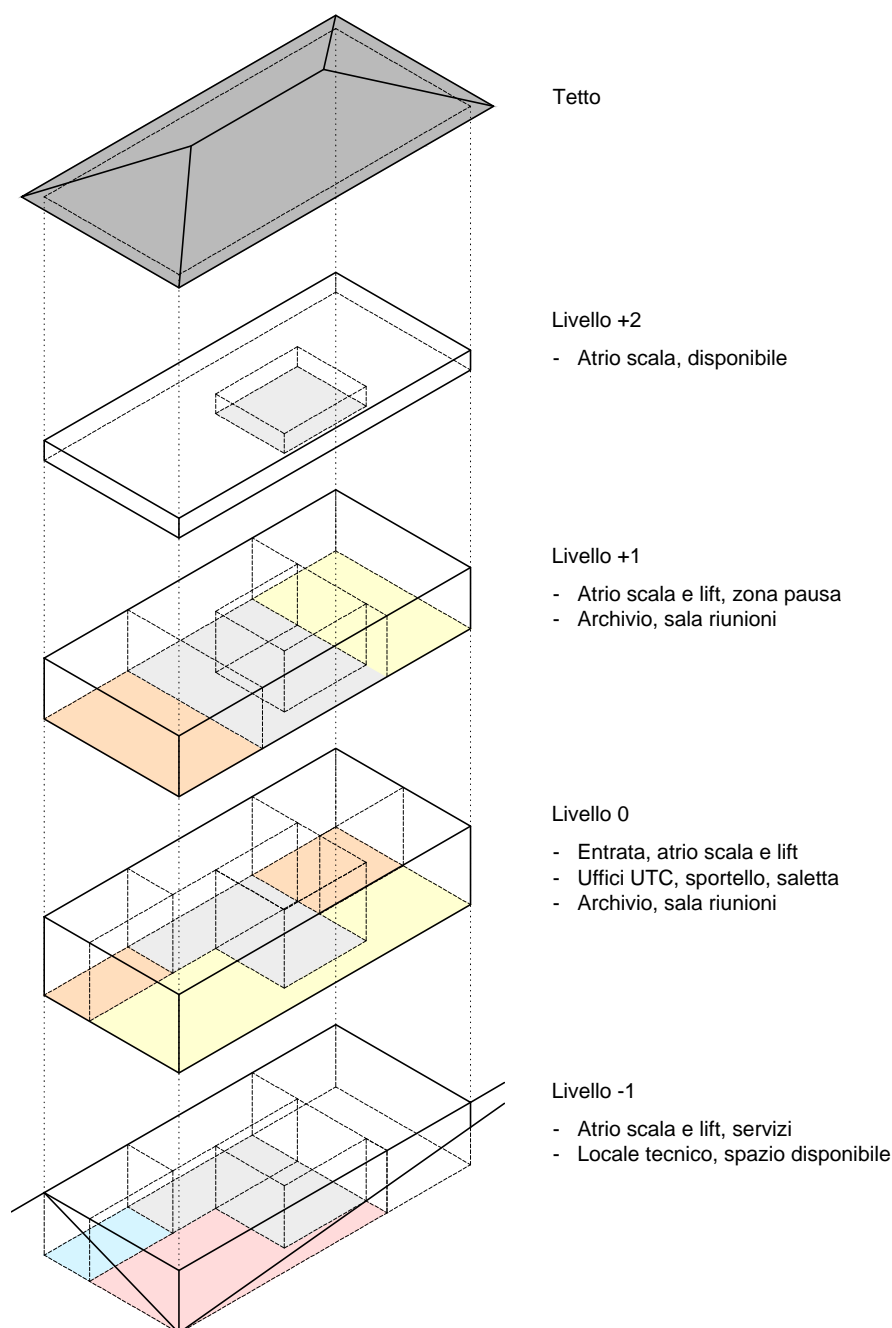 Tetto
Livello +2
- Atrio scala, disponibile
Livello +1
- Atrio scala e lift, zona pausa
- Archivio, sala riunioni
Livello 0
- Entrata, atrio scala e lift
- Uffici UTC, sportello, saletta
- Archivio, sala riunioni
Livello -1
- Atrio scala e lift, servizi
- Locale tecnico, spazio disponibile